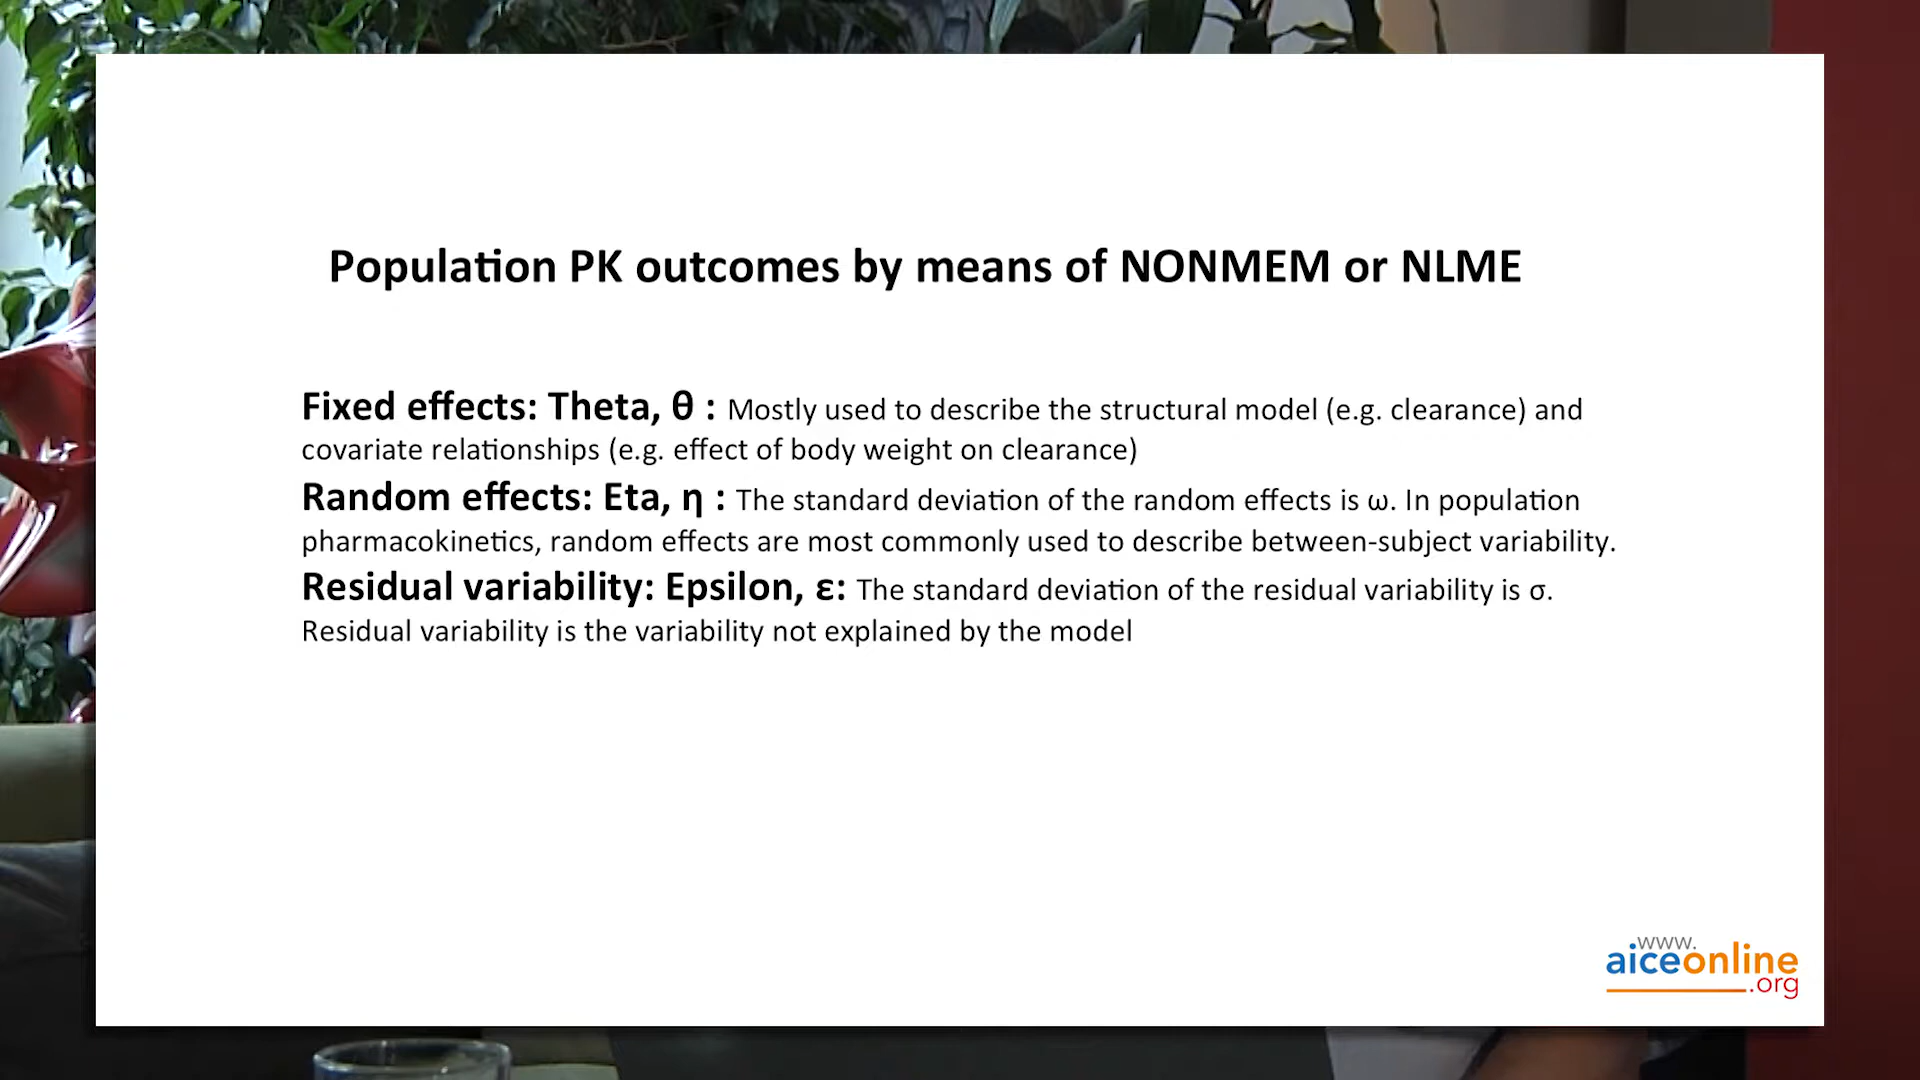 Population PK outcomes by means of NONMEM or NLME
Fixed effects: Theta, θ : Mostly used to describe the structural model (e.g. clearance) and
covariate relationships (e.g. effect of body weight on clearance)
Random effects: Eta, η : The standard deviation of the random effects is ω. In population
pharmacokinetics, random effects are most commonly used to describe between-subject variability.
Residual variability: Epsilon, ε: The standard deviation of the residual variability is σ.
Residual variability is the variability not explained by the model
www.
aiceonline
.org